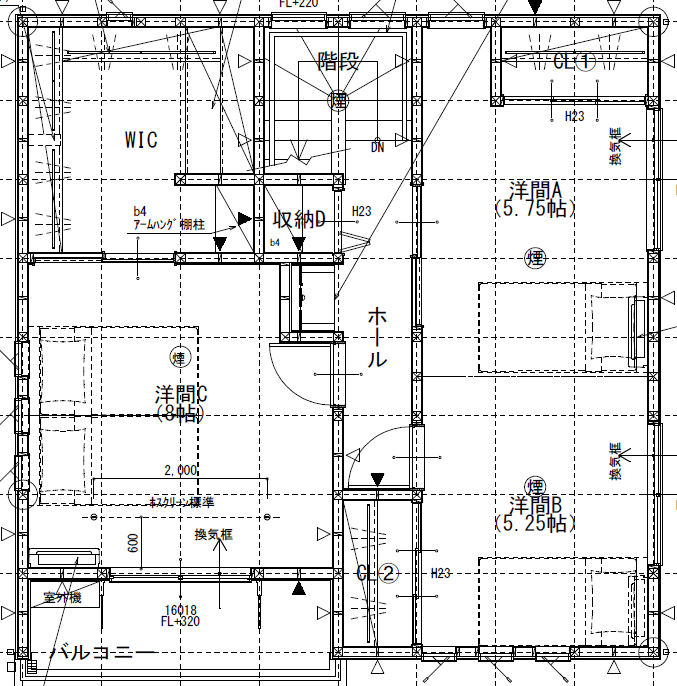 FL+220
階段
煙
DN
CL①
H23
換気框
WIC
洋間A
(5.75帖)
煙
b4
ｱｰﾑﾊﾝｸﾞ棚柱
収納D
b4
H23
ホール
煙
洋間C
(8帖)
2,000
ﾎｽｸﾘｰﾝ標準
600
換気框
換気框
煙
洋間B
(5.25帖)
CL②
H23
室外機
16018
FL+320
バルコニー